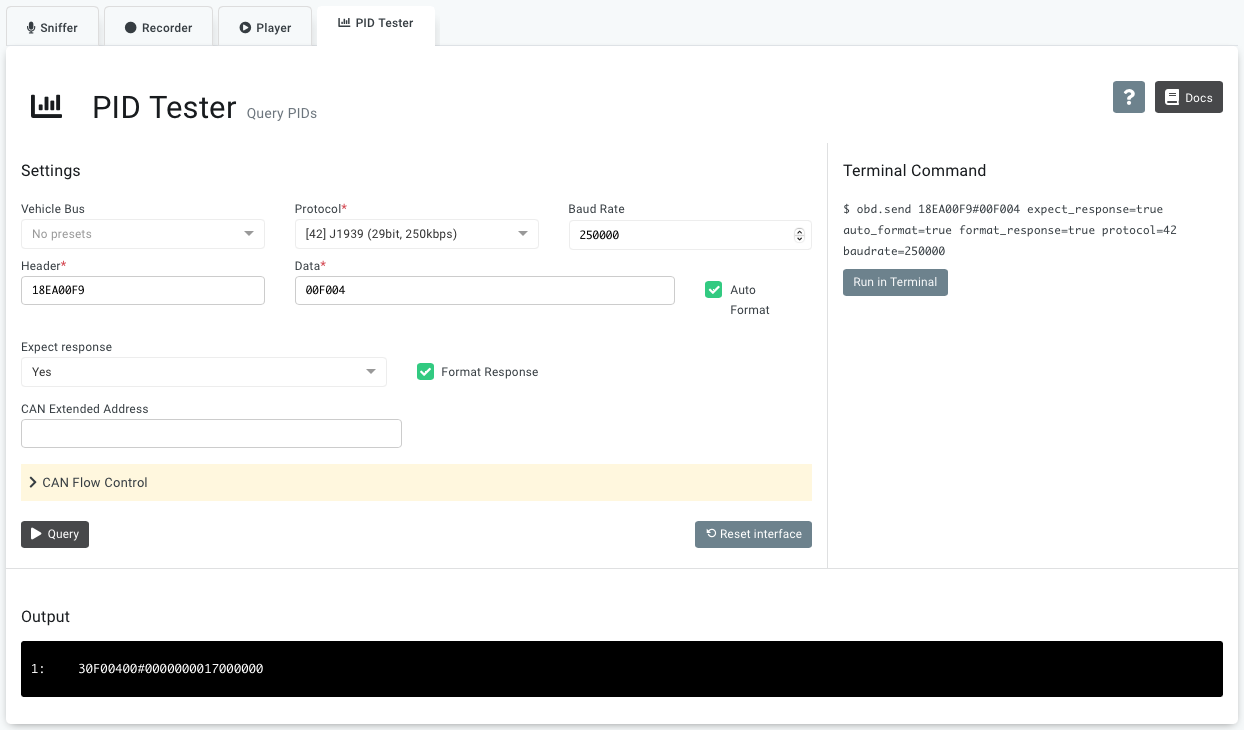 Sniffer
Recorder
Player
PID Tester
PID Tester Query PIDs
?
Docs
Settings
Vehicle Bus
No presets
Protocol*
[42] J1939 (29bit, 250kbps)
Baud Rate
250000
Header*
18EA00F9
Data*
00F004
Auto
Format
Expect response
Yes
Format Response
CAN Extended Address
CAN Flow Control
Query
Reset interface
Terminal Command
$ obd.send 18EA00F9#00F004 expect_response=true
auto_format=true format_response=true protocol=42
baudrate=250000
Run in Terminal
Output
1: 30F00400#0000000017000000